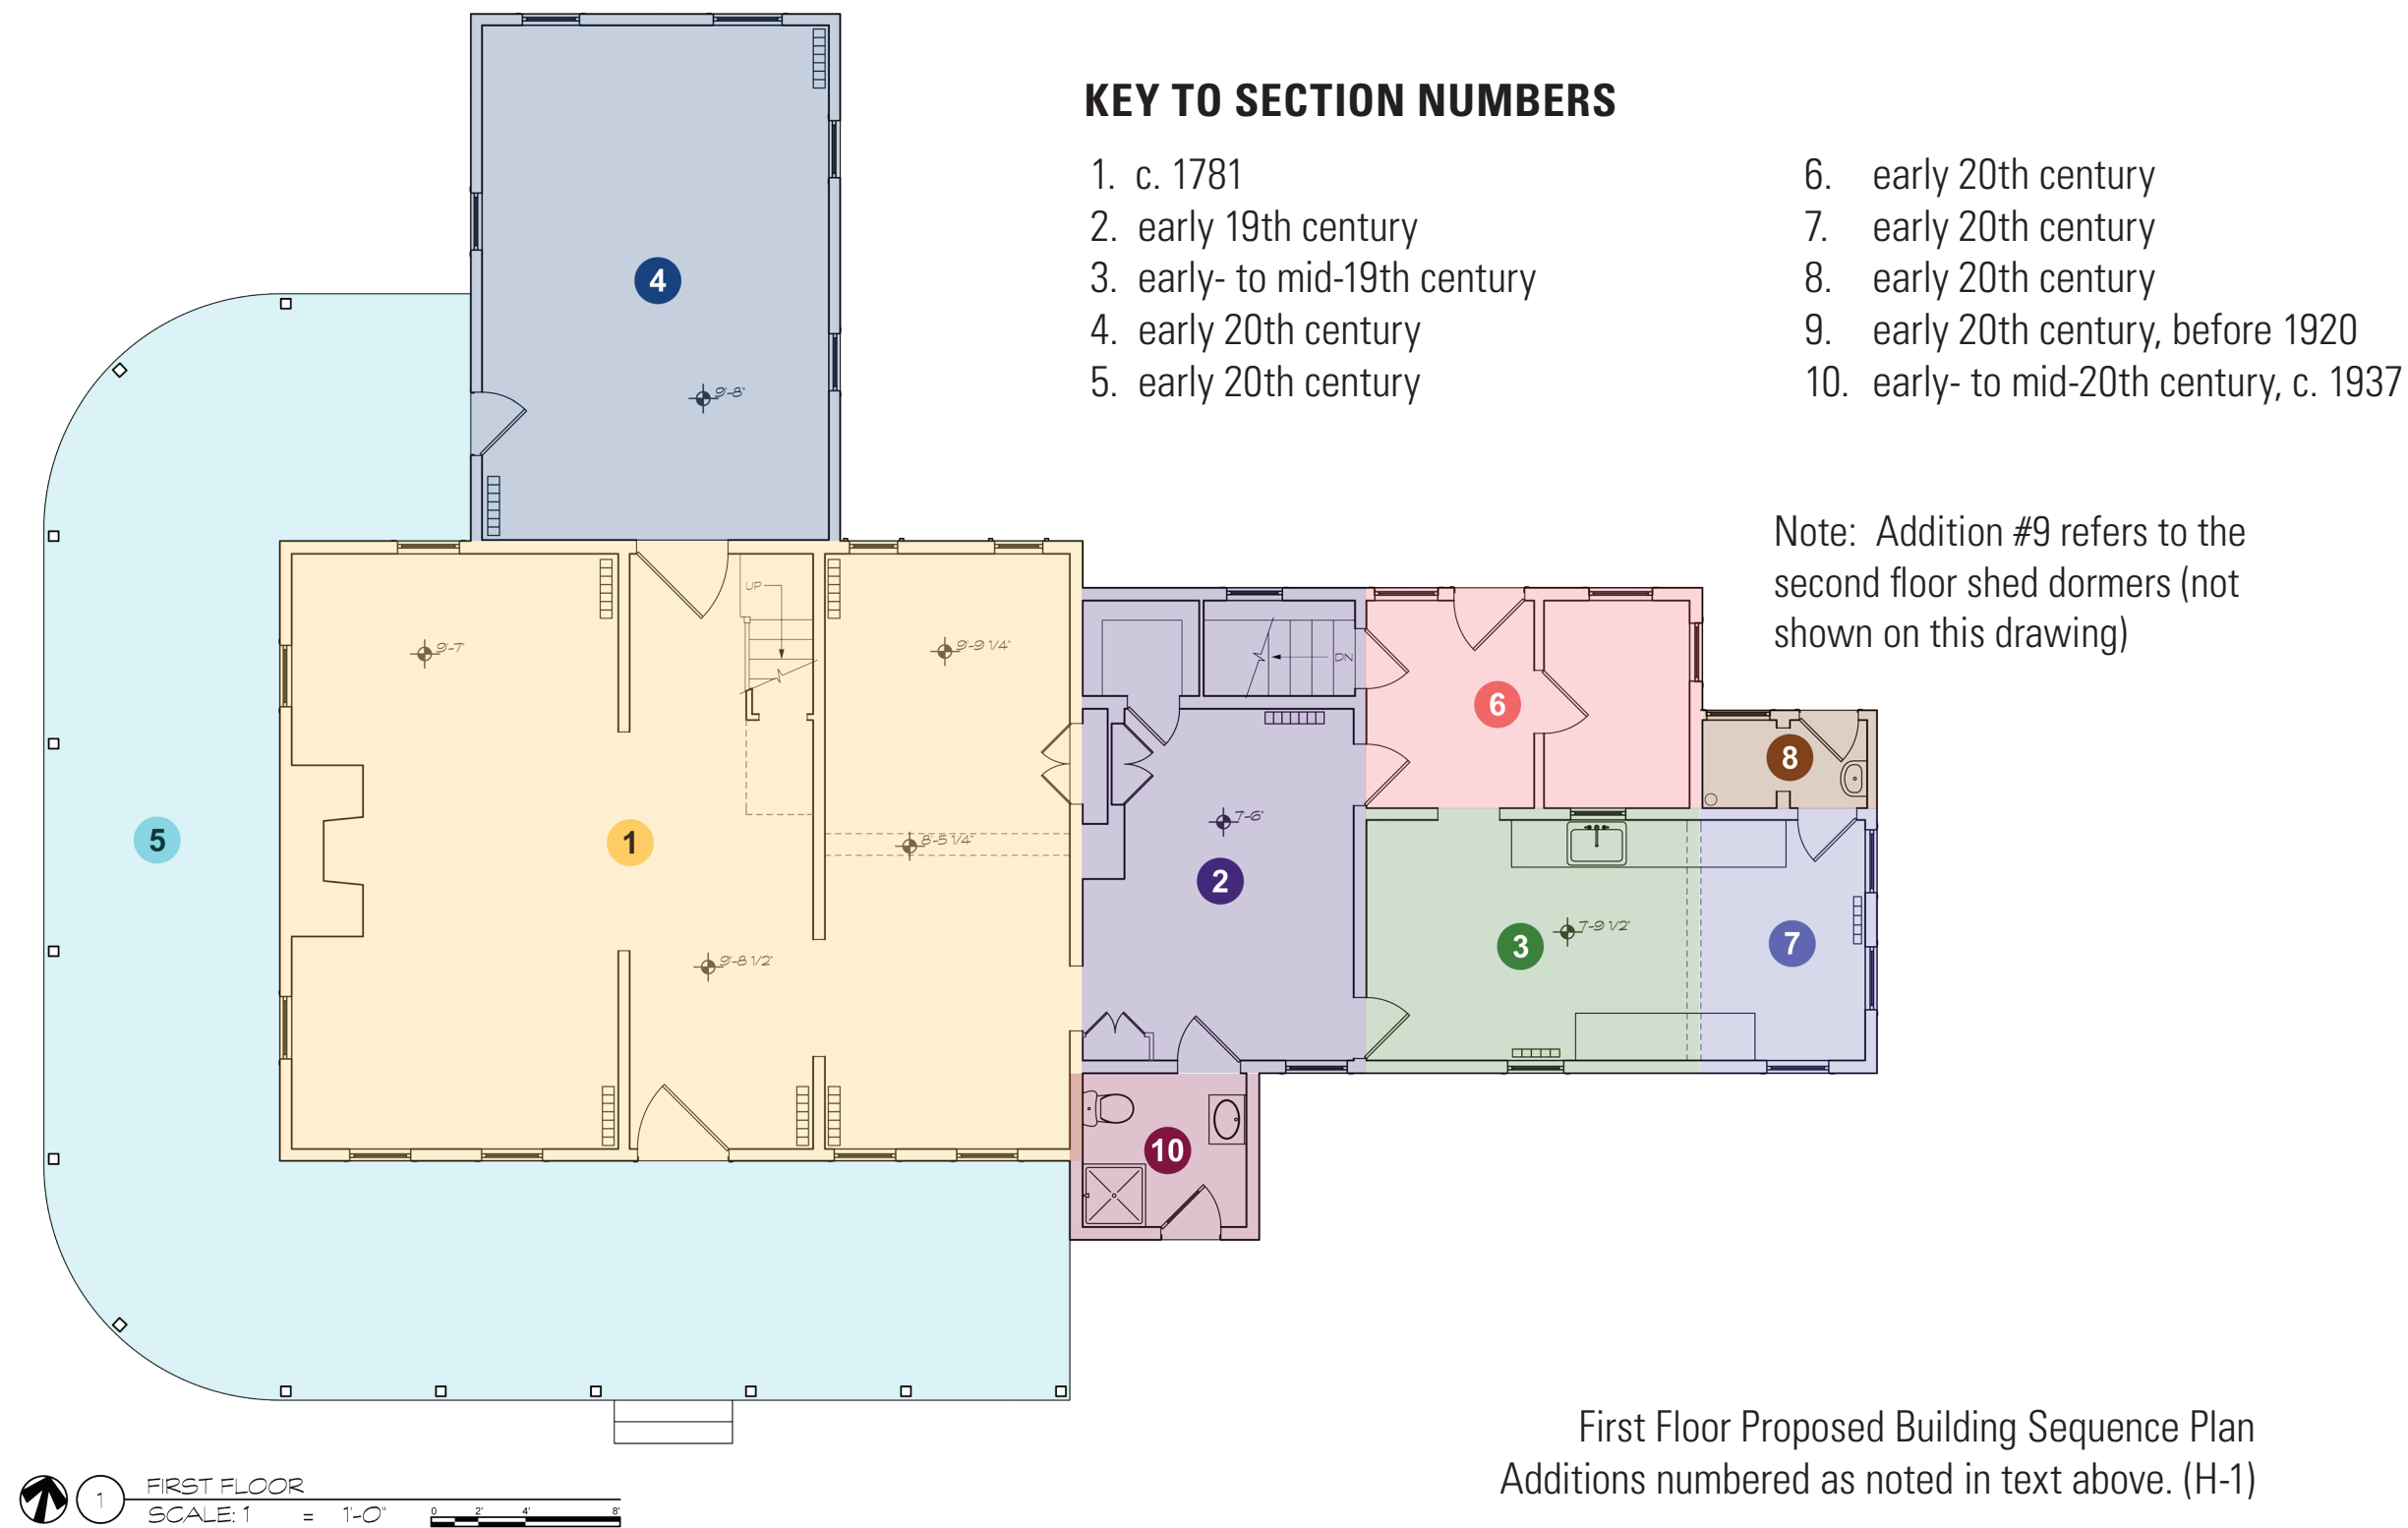 KEY TO SECTION NUMBERS
1. c. 1781
2. early 19th century
3. early- to mid-19th century
4. early 20th century
5. early 20th century
6. early 20th century
7. early 20th century
8. early 20th century
9. early 20th century, before 1920
10. early- to mid-20th century, c. 1937
Note: Addition #9 refers to the
second floor shed dormers (not
shown on this drawing)
4
9'-8"
UP
9'-7"
9'-9 1/4"
DN
6
8
5
1
8'-5 1/4"
7'-6"
2
3
7'-9 1/2"
7
9'-8 1/2"
10
First Floor Proposed Building Sequence Plan
Additions numbered as noted in text above. (H-1)
1
FIRST FLOOR
SCALE: 1 = 1'-0"
0 2' 4' 8'